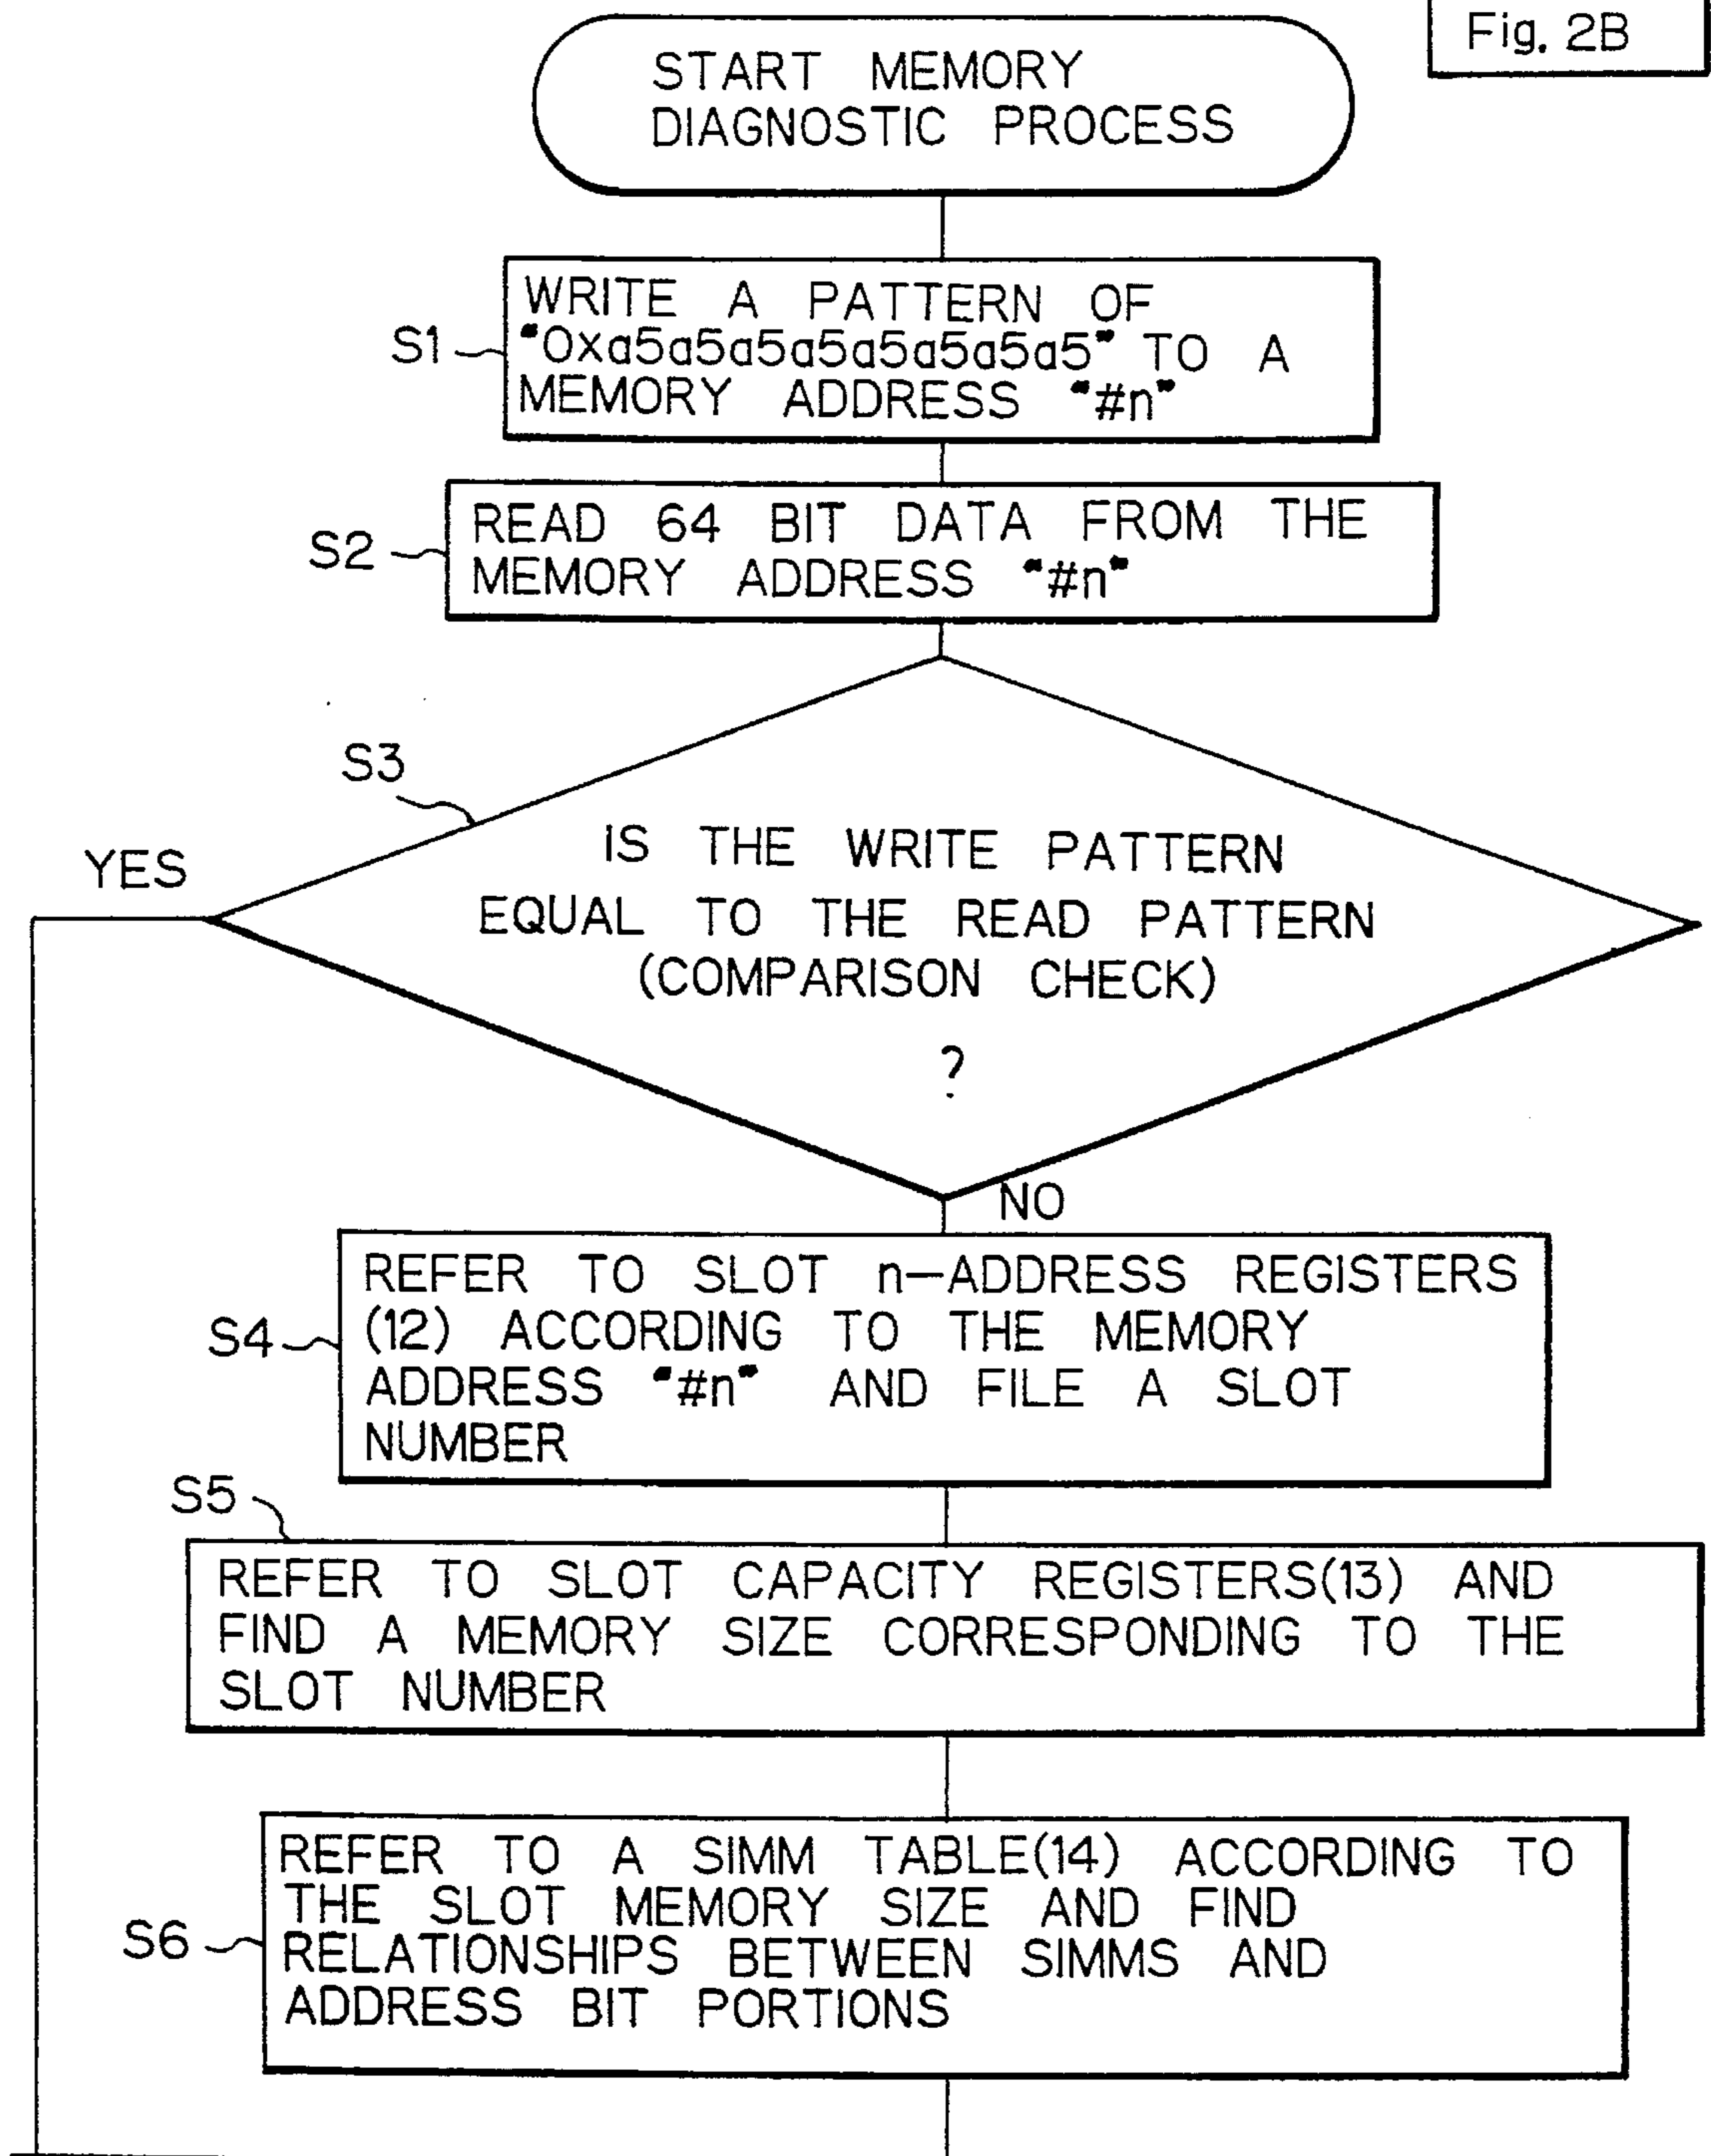 Fig. 2B
START MEMORY
DIAGNOSTIC PROCESS
S1
WRITE A PATTERN OF
"0xa5a5a5a5a5a5a5a5" TO A
MEMORY ADDRESS "#n"
S2
READ 64 BIT DATA FROM THE
MEMORY ADDRESS "#n"
S3
YES
IS THE WRITE PATTERN
EQUAL TO THE READ PATTERN
(COMPARISON CHECK)
?
NO
S4
REFER TO SLOT n-ADDRESS REGISTERS
(12) ACCORDING TO THE MEMORY
ADDRESS "#n" AND FILE A SLOT
NUMBER
S5
REFER TO SLOT CAPACITY REGISTERS(13) AND
FIND A MEMORY SIZE CORRESPONDING TO THE
SLOT NUMBER
S6
REFER TO A SIMM TABLE(14) ACCORDING TO
THE SLOT MEMORY SIZE AND FIND
RELATIONSHIPS BETWEEN SIMMS AND
ADDRESS BIT PORTIONS